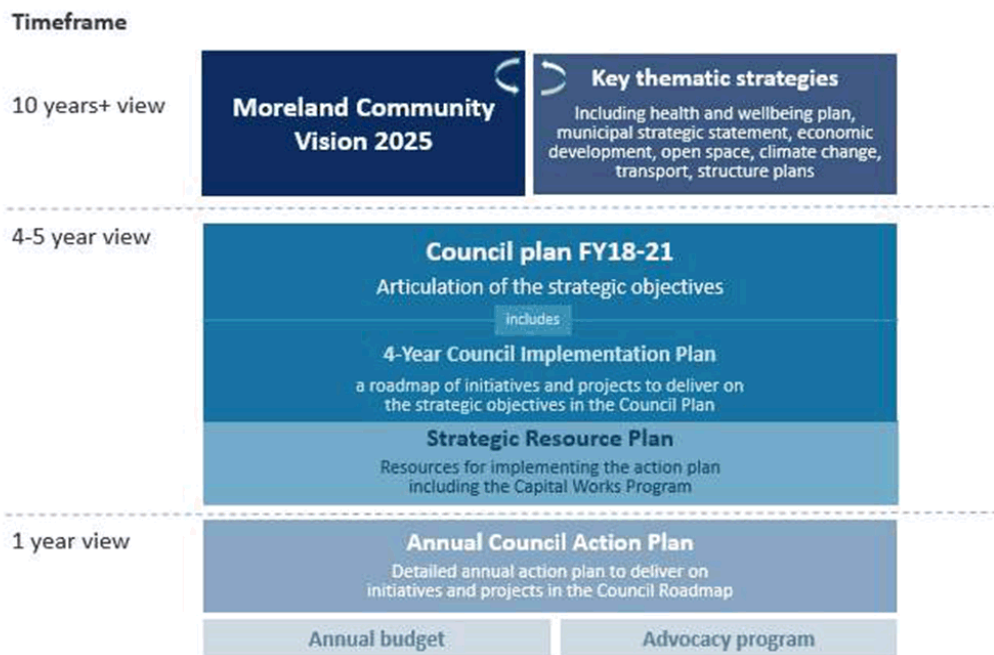 Timeframe
10 years+ view
Moreland Community
Vision 2025
Key thematic strategies
Including health and wellbeing plan,
municipal strategic statement, economic
development, open space, climate change,
transport, structure plans
4-5 year view
Council plan FY18-21
Articulation of the strategic objectives
includes
4-Year Council Implementation Plan
a roadmap of initiatives and projects to deliver on
the strategic objectives in the Council Plan
Strategic Resource Plan
Resources for implementing the action plan
including the Capital Works Program
1 year view
Annual Council Action Plan
Detailed annual action plan to deliver on
initiatives and projects in the Council Roadmap
Annual budget
Advocacy program